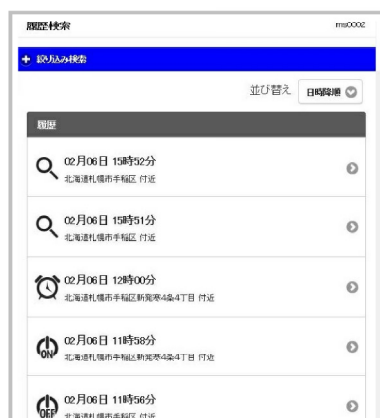 履歴検索 ms0002
+ 絞り込み検索
並び替え 日時降順
履歴
02月06日 15時52分
北海道札幌市手稲区 付近
02月06日 15時51分
北海道札幌市手稲区 付近
02月06日 12時00分
北海道札幌市手稲区新発寒4条4丁目 付近
ON
02月06日 11時58分
北海道札幌市手稲区新発寒4条4丁目 付近
OFF
02月06日 11時56分
北海道札幌市手稲区 付近